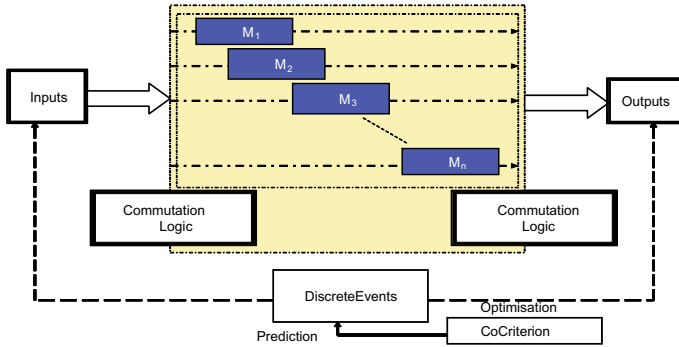 M1
M2
Inputs
M3
Outputs
Mn
Commutation
Logic
Commutation
Logic
DiscreteEvents
Optimisation
Prediction
CoCriterion